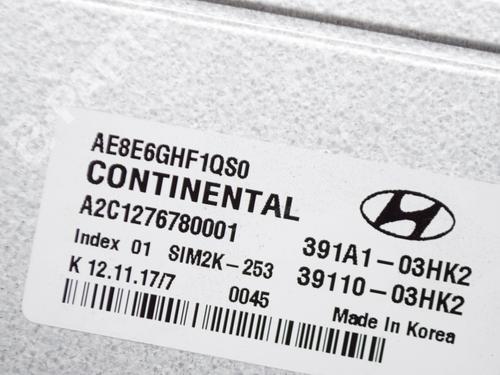 AE8E6GHF1QS0
CONTINENTAL
A2C1276780001
391A1-03HK2
Index 01 SIM2K-253
39110-03HK2
K 12.11.17/7
0045
Made In Korea